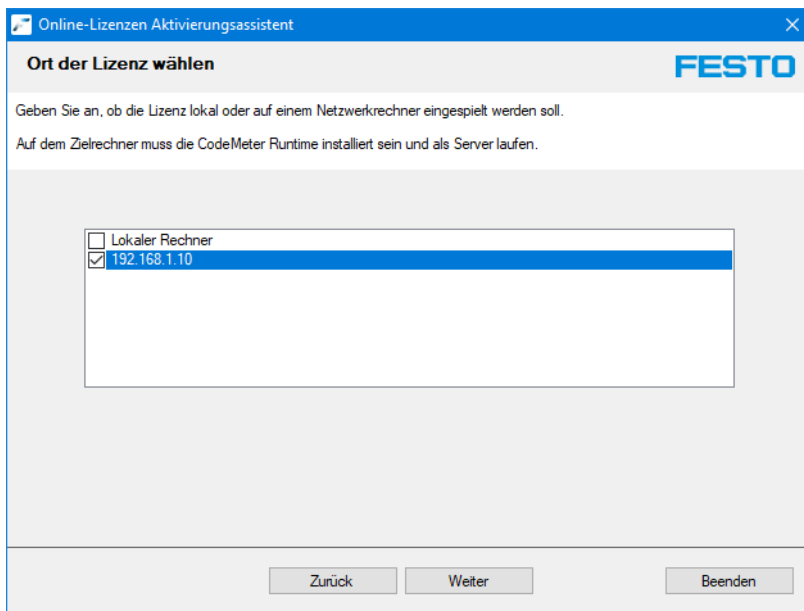 Online-Lizenzen Aktivierungsassistent
Ort der Lizenz wählen
FESTO
Geben Sie an, ob die Lizenz lokal oder auf einem Netzwerkrechner eingespielt werden soll.
Auf dem Zielrechner muss die CodeMeter Runtime installiert sein und als Server laufen.
Lokaler Rechner
192.168.1.10
Zurück
Weiter
Beenden